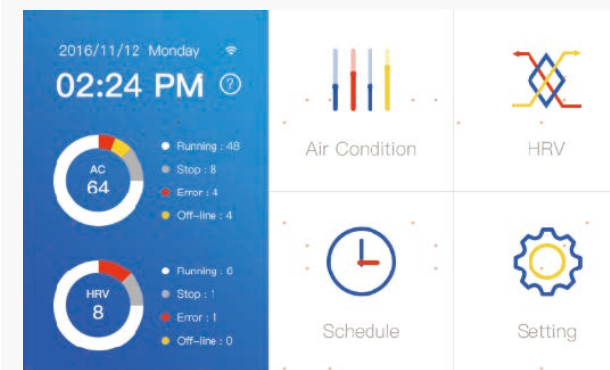 2016/11/12 Monday
02:24 PM ?
AC
64
Running : 48
Stop : 8
Error : 4
Off-line : 4
HRV
8
Running : 6
Stop : 1
Error : 1
Off-line : 0
Air Condition
HRV
Schedule
Setting